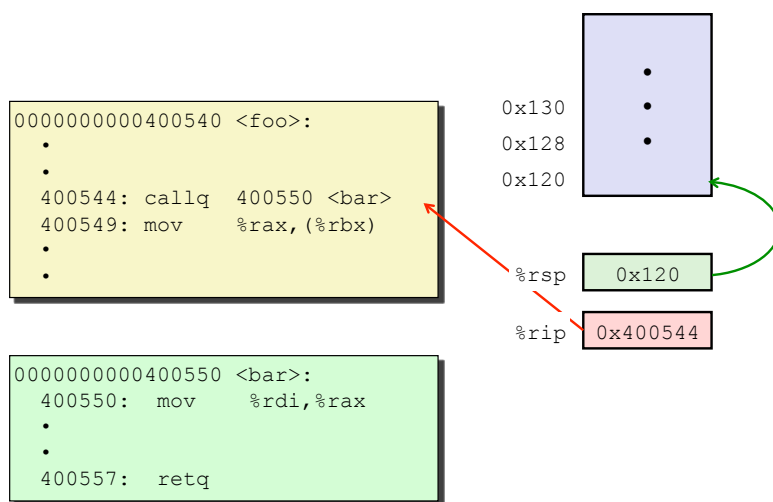 0000000000400540 <foo>:
•
•
400544: callq 400550 <bar>
400549: mov %rax,(%rbx)
•
•
0000000000400550 <bar>:
400550: mov %rdi,%rax
•
•
400557: retq
•
0x130 •
0x128 •
0x120
%rsp 0x120
%rip 0x400544